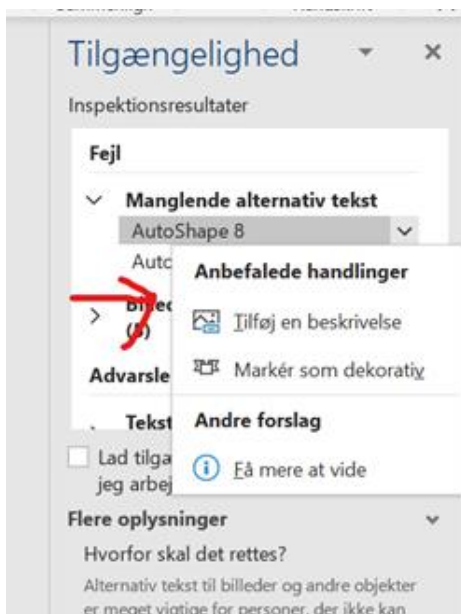 Tilgængelighed
Inspektionsresultater
Fejl
Manglende alternativ tekst
AutoShape 8
Anbefalede handlinger
(5)
Tilføj en beskrivelse
Markér som dekorativ
Andre forslag
Få mere at vide
Lad
Flere oplysninger
Hvorfor skal det rettes?
Alternativ tekst til billeder og andre objekter
er meget vigtige for personer, der ikke kan